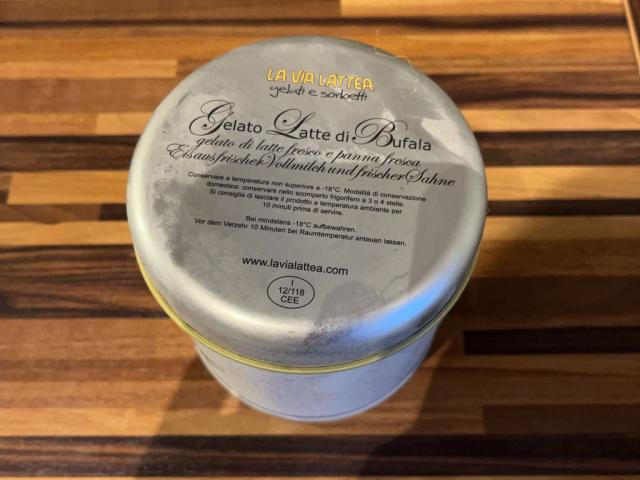 LA VIA LATTEA
gelati e sorbetti
Gelato Latte di Bufala
gelato di latte fresco e panna fresca
Eis aus frischer Vollmilch und frischer Sahne
Conservare a temperatura non superiore a -18°C. Modalità di conservazione
domestica: conservare nello scomparto frigorifero a 3 o 4 stelle.
Si consiglia di lasciare il prodotto a temperatura ambiente per
10 minuti prima di servire.
Bei mindstens -18°C aufbewahren.
Vor dem Verzehr 10 Minuten bei Raumtemperatur antauen lassen.
www.lavialattea.com
I
12/118
CEE